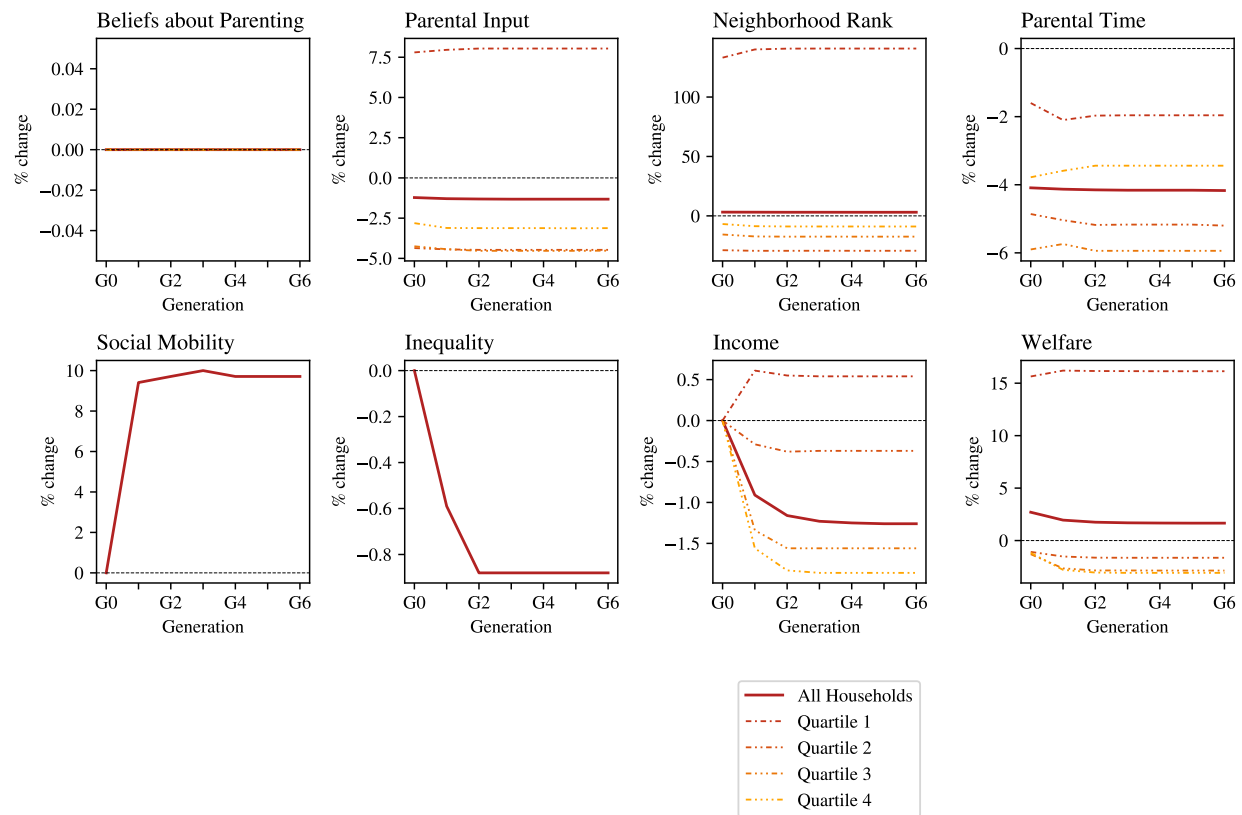 Beliefs about Parenting
0.04
0.02
0.00
−0.02
−0.04
% change
G0 G2 G4 G6
Generation
Parental Input
7.5
5.0
2.5
0.0
−2.5
−5.0
% change
G0 G2 G4 G6
Generation
Neighborhood Rank
100
50
0
% change
G0 G2 G4 G6
Generation
Parental Time
0
−2
−4
−6
% change
G0 G2 G4 G6
Generation
Social Mobility
10
8
6
4
2
0
% change
G0 G2 G4 G6
Generation
Inequality
0.0
−0.2
−0.4
−0.6
−0.8
% change
G0 G2 G4 G6
Generation
Income
0.5
0.0
−0.5
−1.0
−1.5
% change
G0 G2 G4 G6
Generation
Welfare
15
10
5
0
% change
G0 G2 G4 G6
Generation
All Households
Quartile 1
Quartile 2
Quartile 3
Quartile 4